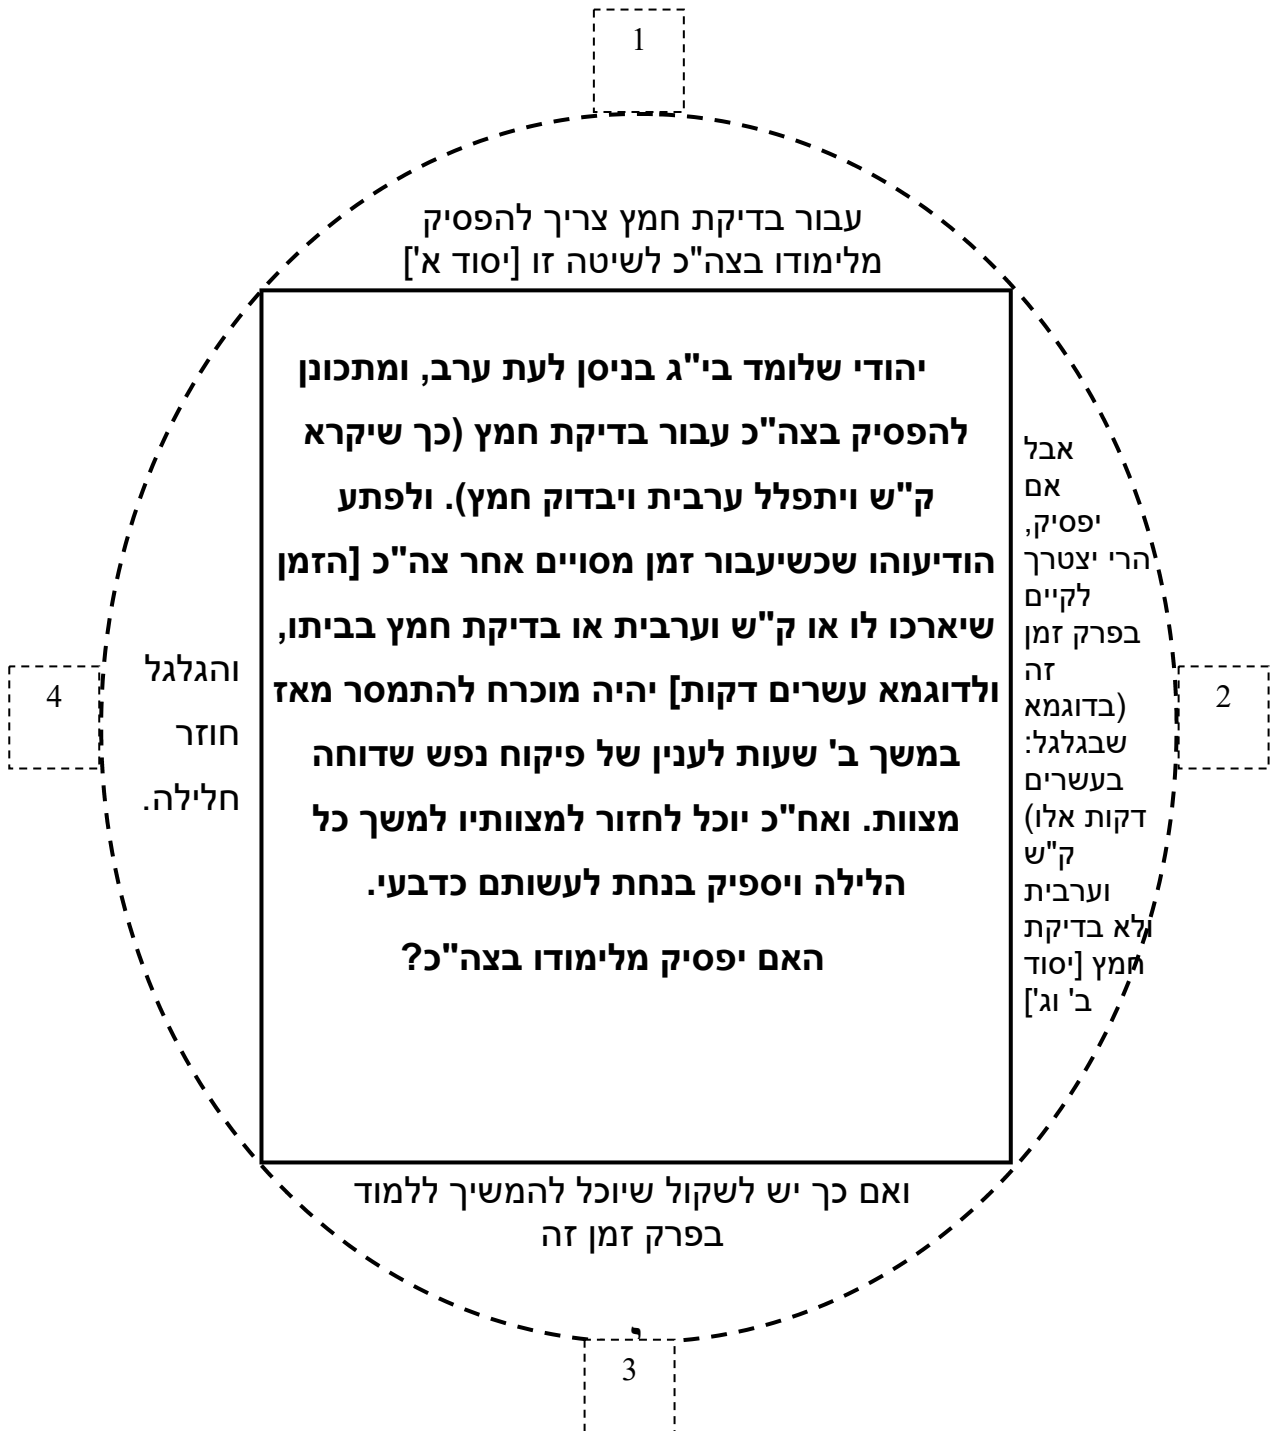 1
עבור בדיקת חמץ צריך להפסיק
מלימודו בצה"כ לשיטה זו [יסוד א']
יהודי שלומד בי"ג בניסן לעת ערב, ומתכונן
להפסיק בצה"כ עבור בדיקת חמץ (כך שיקרא
ק"ש ויתפלל ערבית ויבדוק חמץ). ולפתע
הודיעוהו שכשיעבור זמן מסויים אחר צה"כ [הזמן
שיארכו לו או ק"ש וערבית או בדיקת חמץ בביתו,
ולדוגמא עשרים דקות] יהיה מוכרח להתמסר מאז
במשך ב' שעות לענין של פיקוח נפש שדוחה
מצוות. ואח"כ יוכל לחזור למצוותיו למשך כל
הלילה ויספיק בנחת לעשותם כדבעי.
האם יפסיק מלימודו בצה"כ?
2
אבל
אם
יפסיק,
הרי יצטרך
לקיים
בפרק זמן
זה
(בדוגמא
שבגלגל:
בעשרים
דקות אלו)
ק"ש
וערבית
ולא בדיקת
חמץ [יסוד
ב' וג']
ואם כך יש לשקול שיוכל להמשיך ללמוד
בפרק זמן זה
3
4
והגלגל
חוזר
חלילה.